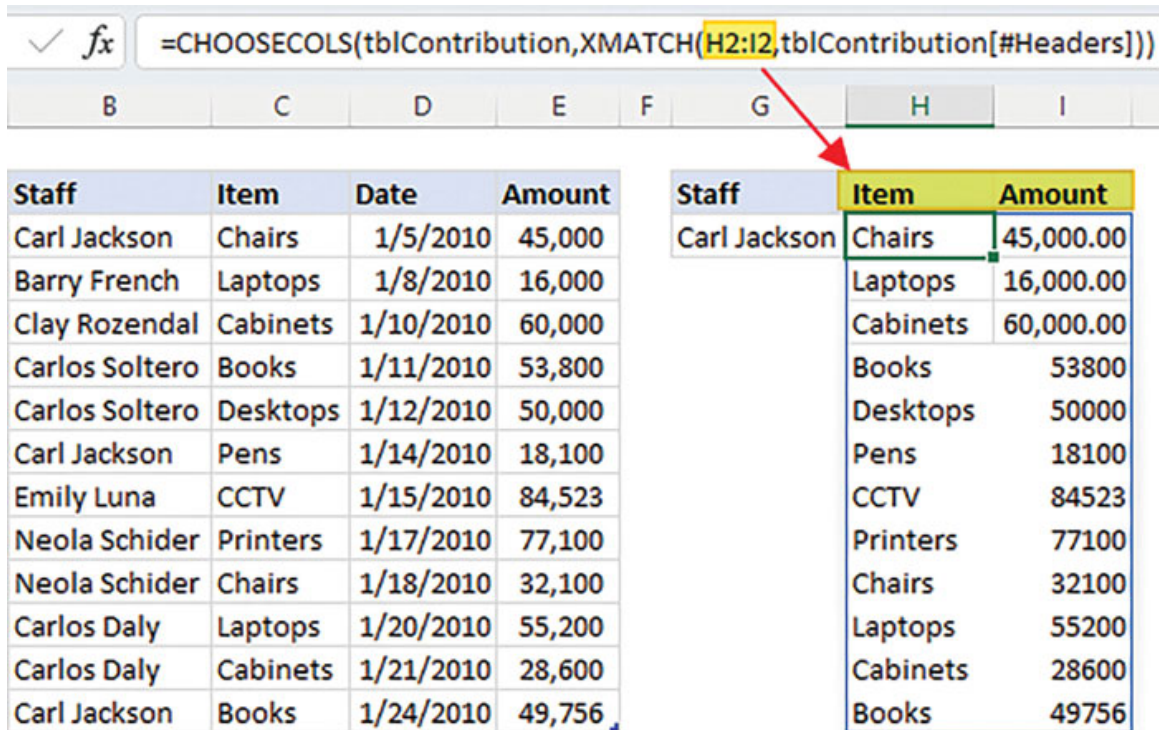 fx =CHOOSECOLS(tblContribution,XMATCH(H2:I2,tblContribution[#Headers]))
B C D E F G H I
Staff Item Date Amount Staff Item Amount
Carl Jackson Chairs 1/5/2010 45,000 Carl Jackson Chairs 45,000.00
Barry French Laptops 1/8/2010 16,000 Laptops 16,000.00
Clay Rozendal Cabinets 1/10/2010 60,000 Cabinets 60,000.00
Carlos Soltero Books 1/11/2010 53,800 Books 53800
Carlos Soltero Desktops 1/12/2010 50,000 Desktops 50000
Carl Jackson Pens 1/14/2010 18,100 Pens 18100
Emily Luna CCTV 1/15/2010 84,523 CCTV 84523
Neola Schider Printers 1/17/2010 77,100 Printers 77100
Neola Schider Chairs 1/18/2010 32,100 Chairs 32100
Carlos Daly Laptops 1/20/2010 55,200 Laptops 55200
Carlos Daly Cabinets 1/21/2010 28,600 Cabinets 28600
Carl Jackson Books 1/24/2010 49,756 Books 49756